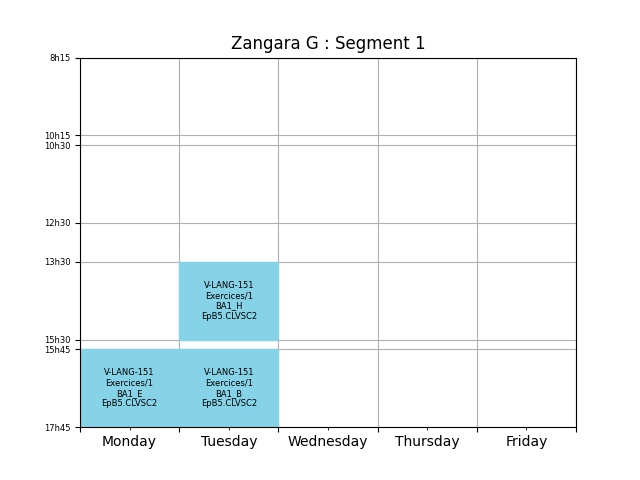 Zangara G : Segment 1
8h15
10h15
10h30
12h30
13h30
V-LANG-151
Exercices/1
BA1_H
EpB5.CLVSC2
15h30
15h45
V-LANG-151
Exercices/1
BA1_E
EpB5.CLVSC2
V-LANG-151
Exercices/1
BA1_B
EpB5.CLVSC2
17h45
Monday
Tuesday
Wednesday
Thursday
Friday